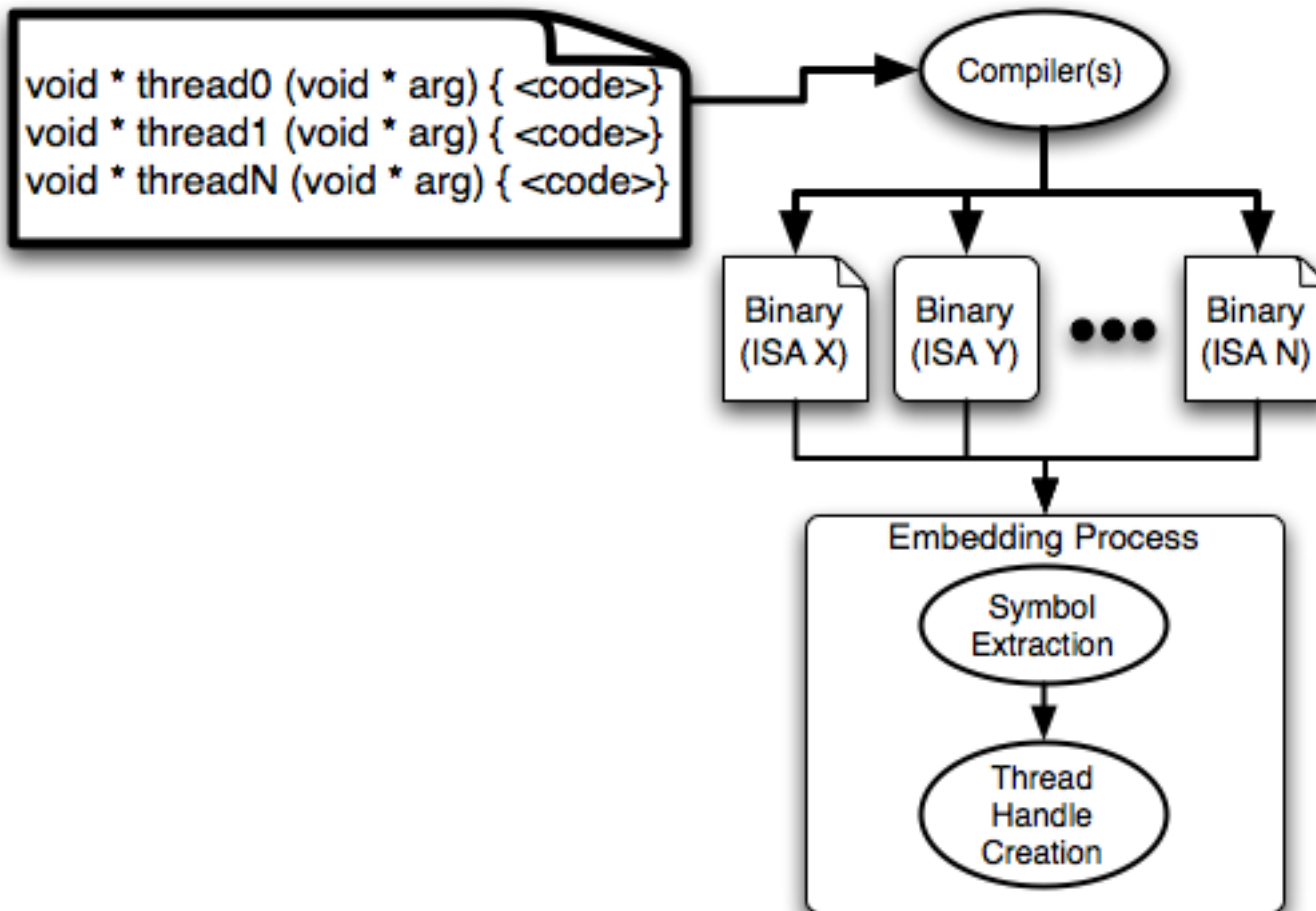 void * thread0 (void * arg) { <code>}
void * thread1 (void * arg) { <code>}
void * threadN (void * arg) { <code>}
Compiler(s)
Binary
(ISA X)
Binary
(ISA Y)
Binary
(ISA N)
Embedding Process
Symbol
Extraction
Thread
Handle
Creation